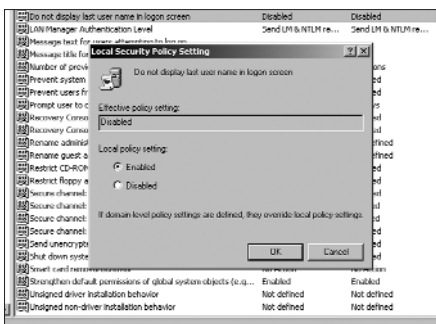 Do not display last user name in logon screen Disabled Disabled
LAN Manager Authentication Level Send LM & NTLM re... Send LM & NTLM re...
Message text for users attempting to log on
Message title for
Local Security Policy Setting
Number of previ
Prevent system
Do not display last user name in logon screen
Prevent users fr
Prompt user to c
Effective policy setting:
Recovery Conso
Disabled
Recovery Conso
Rename administ
Local policy setting:
Rename guest a
Restrict CD-ROM
Enabled
Restrict floppy a
Secure channel:
Disabled
Secure channel:
Secure channel:
If domain level policy settings are defined, they override local policy settings.
Send unencrypte
Shut down syste
OK Cancel
Smart card removal behavior No Action No Action
Strengthen default permissions of global system objects (e.g... Enabled Enabled
Unsigned driver installation behavior Not defined Not defined
Unsigned non-driver installation behavior Not defined Not defined